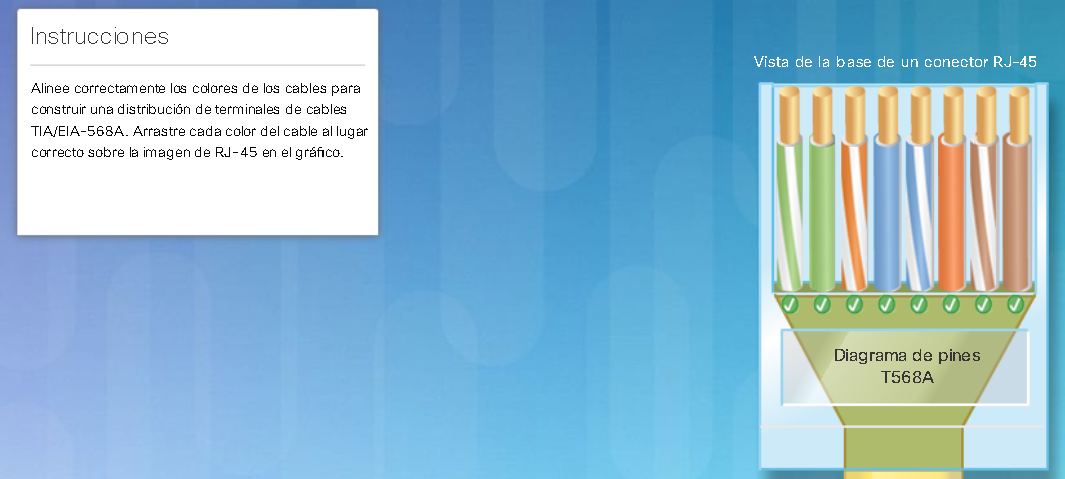 Instrucciones
Alinee correctamente los colores de los cables para
construir una distribución de terminales de cables
TIA/EIA-568A. Arrastre cada color del cable al lugar
correcto sobre la imagen de RJ-45 en el gráfico.
Vista de la base de un conector RJ-45
Diagrama de pines
T568A